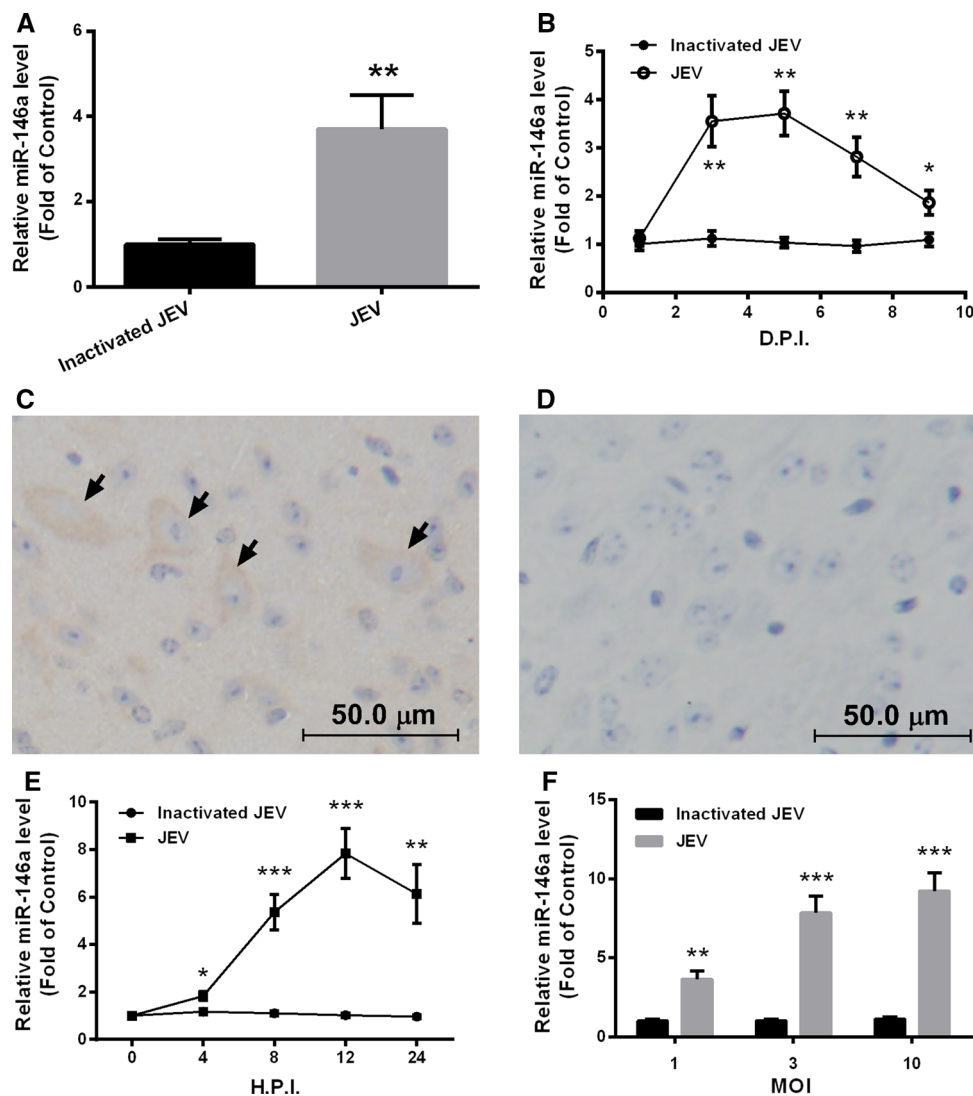 A
Relative miR-146a level
(Fold of Control)
6
4
2
0
**
Inactivated JEV
JEV
B
Relative miR-146a level
(Fold of Control)
5
4
3
2
1
0
Inactivated JEV
JEV
**
**
**
*
0 2 4 6 8 10
D.P.I.
C
50.0 μm
D
50.0 μm
E
Relative miR-146a level
(Fold of Control)
10
8
6
4
2
0
Inactivated JEV
JEV
*
***
***
**
0 4 8 12 24
H.P.I.
F
Relative miR-146a level
(Fold of Control)
15
10
5
0
Inactivated JEV
JEV
**
***
***
1 3 10
MOI